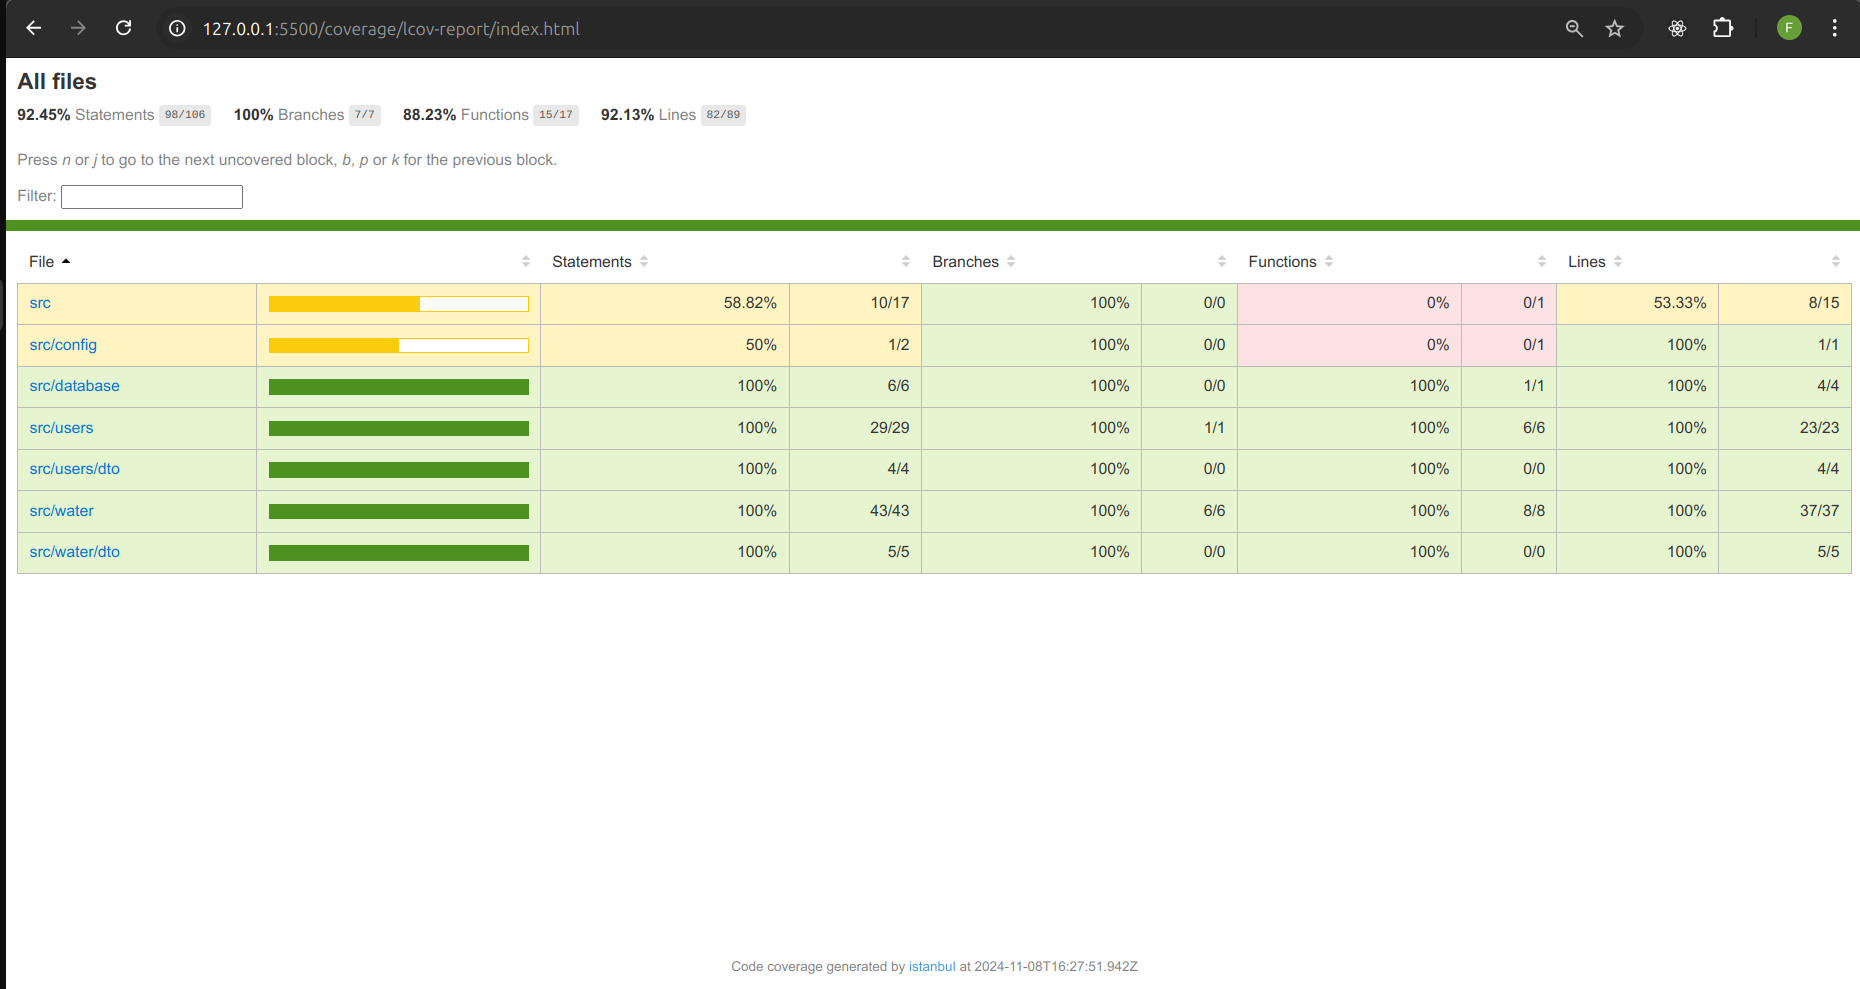 127.0.0.1:5500/coverage/lcov-report/index.html
F
All files
92.45% Statements 98/106 100% Branches 7/7 88.23% Functions 15/17 92.13% Lines 82/89
Press n or j to go to the next uncovered block, b, p or k for the previous block.
Filter:
File Statements Branches Functions Lines
src 58.82% 10/17 100% 0/0 0% 0/1 53.33% 8/15
src/config 50% 1/2 100% 0/0 0% 0/1 100% 1/1
src/database 100% 6/6 100% 0/0 100% 1/1 100% 4/4
src/users 100% 29/29 100% 1/1 100% 6/6 100% 23/23
src/users/dto 100% 4/4 100% 0/0 100% 0/0 100% 4/4
src/water 100% 43/43 100% 6/6 100% 8/8 100% 37/37
src/water/dto 100% 5/5 100% 0/0 100% 0/0 100% 5/5
Code coverage generated by istanbul at 2024-11-08T16:27:51.942Z